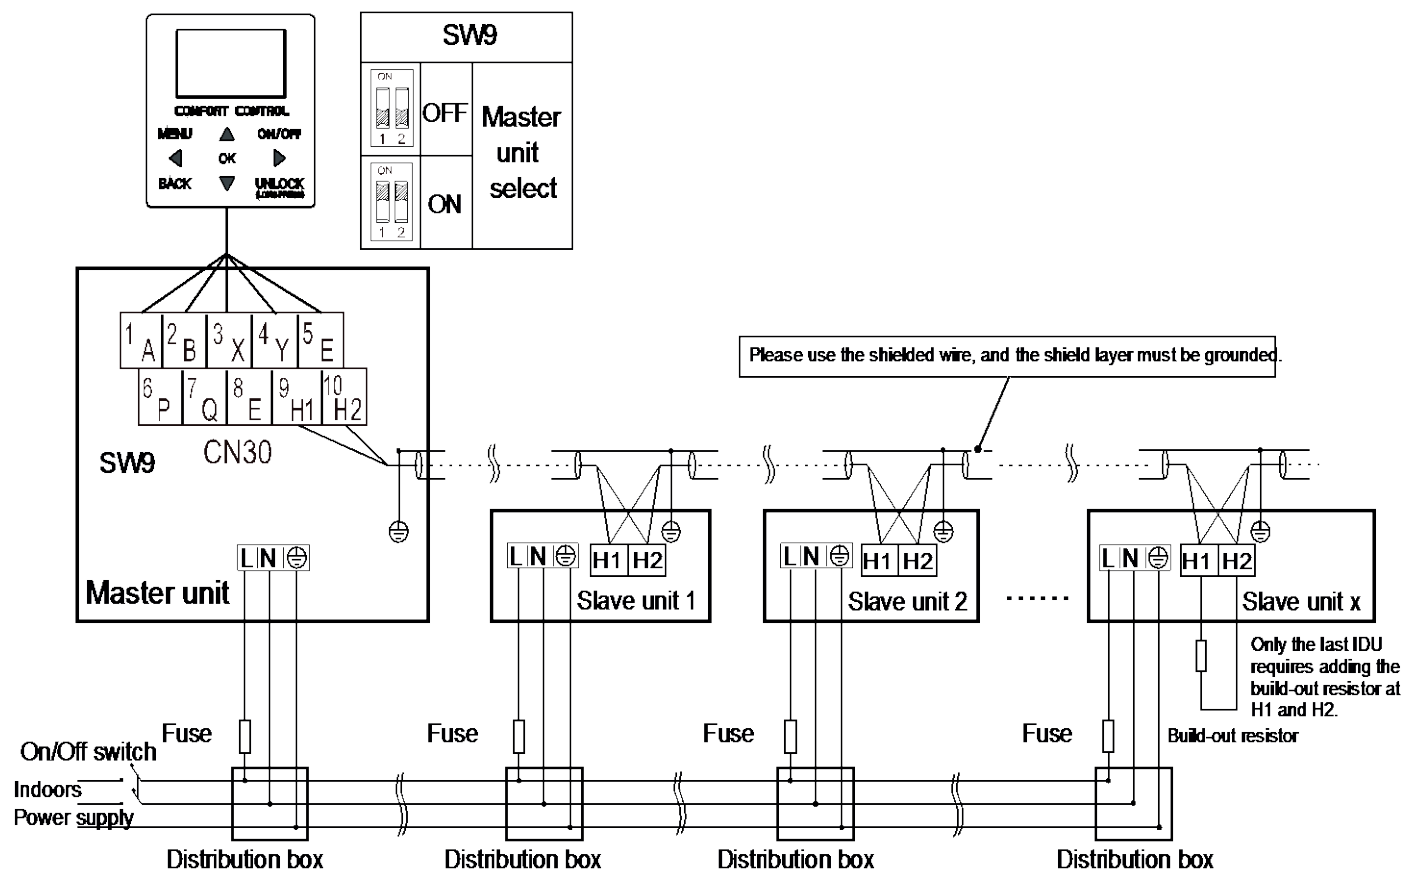 COMFORT CONTROL
MENU ON/OFF
OK
BACK UNLOCK
SW9
ON
1 2
OFF
ON
1 2
ON
Master
unit
select
1 A 2 B 3 X 4 Y 5 E
6 P 7 Q 8 E 9 H1 10 H2
SW9 CN30
Please use the shielded wire, and the shield layer must be grounded.
L N
Master unit
L N H1 H2
Slave unit 1
L N H1 H2
Slave unit 2
......
L N H1 H2
Slave unit x
Only the last IDU
requires adding the
build-out resistor at
H1 and H2.
Build-out resistor
Fuse Fuse Fuse Fuse
On/Off switch
Indoors
Power supply
Distribution box Distribution box Distribution box Distribution box